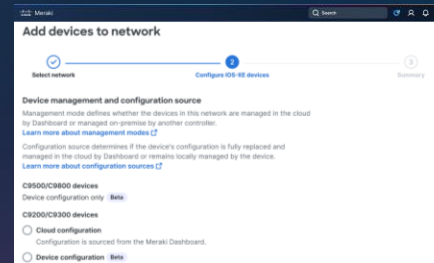 CISCO Meraki
Search
Add devices to network
2
3
Select network
Configure IOS-XE devices
Summary
Device management and configuration source
Management mode defines whether the devices in this network are managed in the cloud
by Dashboard or managed on-premise by another controller.
Learn more about management modes
Configuration source determines if the device's configuration is fully replaced and
managed in the cloud by Dashboard or remains locally managed by the device.
Learn more about configuration sources
C9500/C9800 devices
Device configuration only Beta
C9200/C9300 devices
Cloud configuration
Configuration is sourced from the Meraki Dashboard.
Device configuration Beta